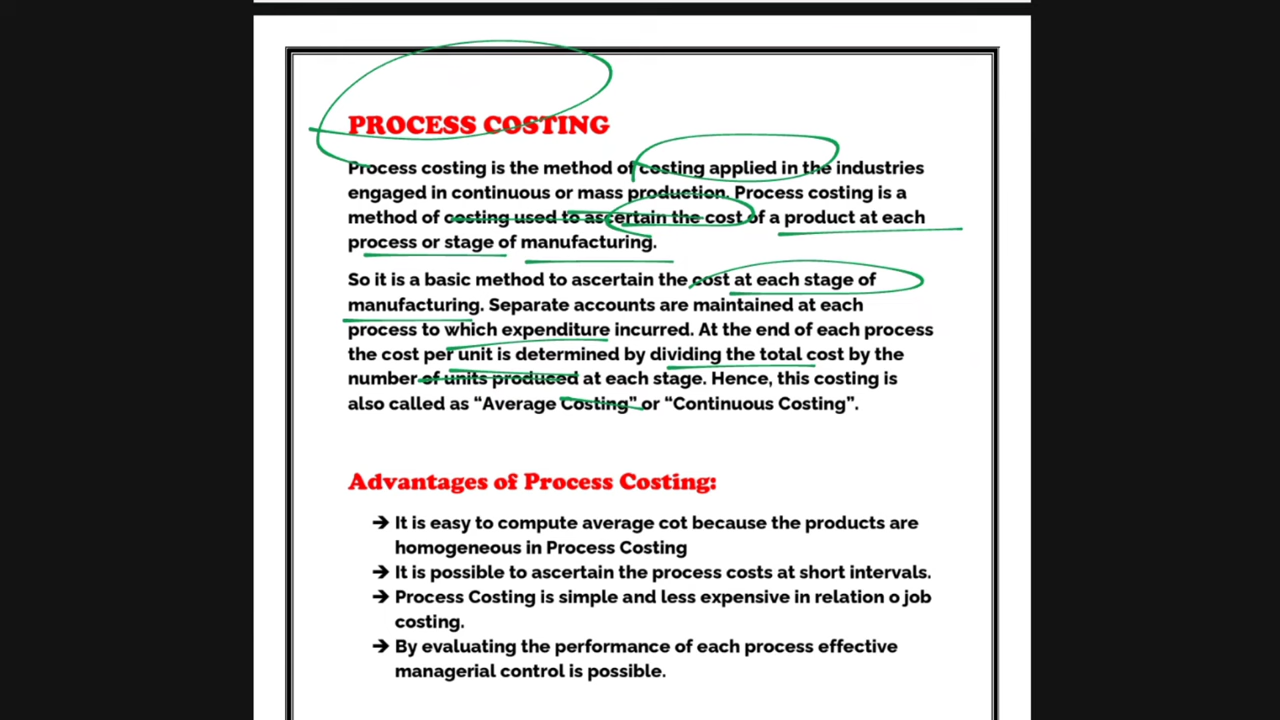 PROCESS COSTING
Process costing is the method of costing applied in the industries
engaged in continuous or mass production. Process costing is a
method of costing used to ascertain the cost of a product at each
process or stage of manufacturing.
So it is a basic method to ascertain the cost at each stage of
manufacturing. Separate accounts are maintained at each
process to which expenditure incurred. At the end of each process
the cost per unit is determined by dividing the total cost by the
number of units produced at each stage. Hence, this costing is
also called as “Average Costing” or “Continuous Costing”.
Advantages of Process Costing:
➔ It is easy to compute average cot because the products are
homogeneous in Process Costing
➔ It is possible to ascertain the process costs at short intervals.
➔ Process Costing is simple and less expensive in relation o job
costing.
➔ By evaluating the performance of each process effective
managerial control is possible.